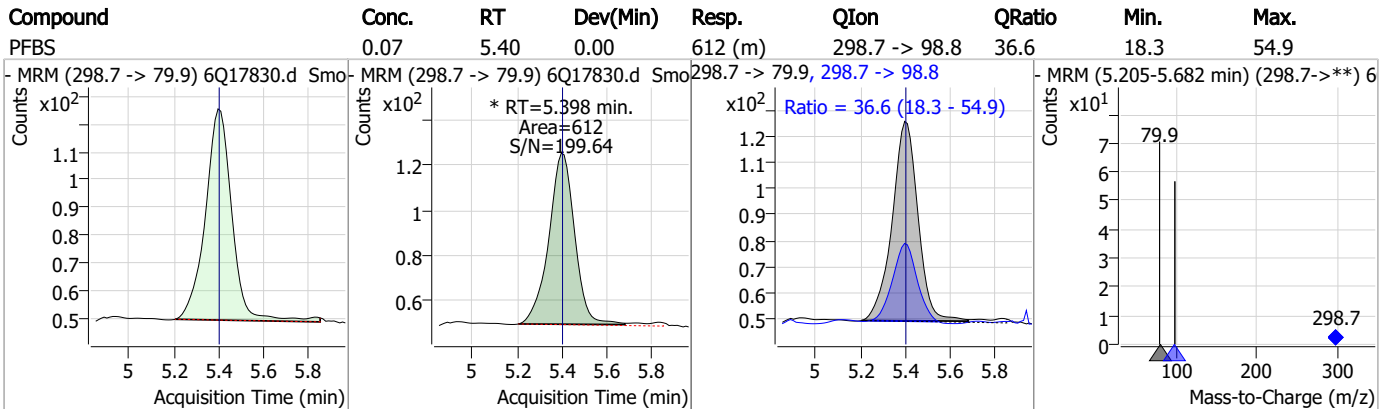 Compound Conc. RT Dev(Min) Resp. QIon QRatio Min. Max.
PFBS 0.07 5.40 0.00 612 (m) 298.7 -> 98.8 36.6 18.3 54.9
- MRM (298.7 -> 79.9) 6Q17830.d Smo
Counts
x10²
1.1
1
0.9
0.8
0.7
0.6
0.5
5 5.2 5.4 5.6 5.8
Acquisition Time (min)
- MRM (298.7 -> 79.9) 6Q17830.d Smo
Counts
x10²
* RT=5.398 min.
Area=612
S/N=199.64
1.2
1
0.8
0.6
5 5.2 5.4 5.6 5.8
Acquisition Time (min)
298.7 -> 79.9, 298.7 -> 98.8
Counts
x10²
Ratio = 36.6 (18.3 - 54.9)
1.2
1.1
1
0.9
0.8
0.7
0.6
0.5
5 5.2 5.4 5.6 5.8
Acquisition Time (min)
- MRM (5.205-5.682 min) (298.7->**) 6
Counts
x10¹
79.9
7
6
5
4
3
2
1
0
298.7
100 200 300
Mass-to-Charge (m/z)